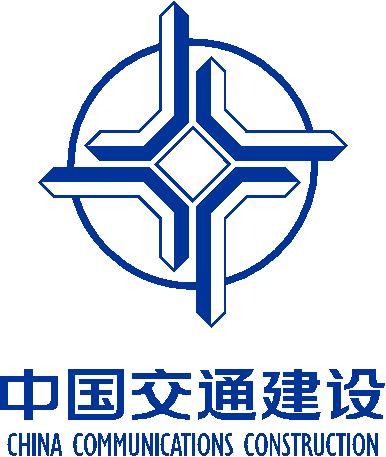 中国交通建设
CHINA COMMUNICATIONS CONSTRUCTION